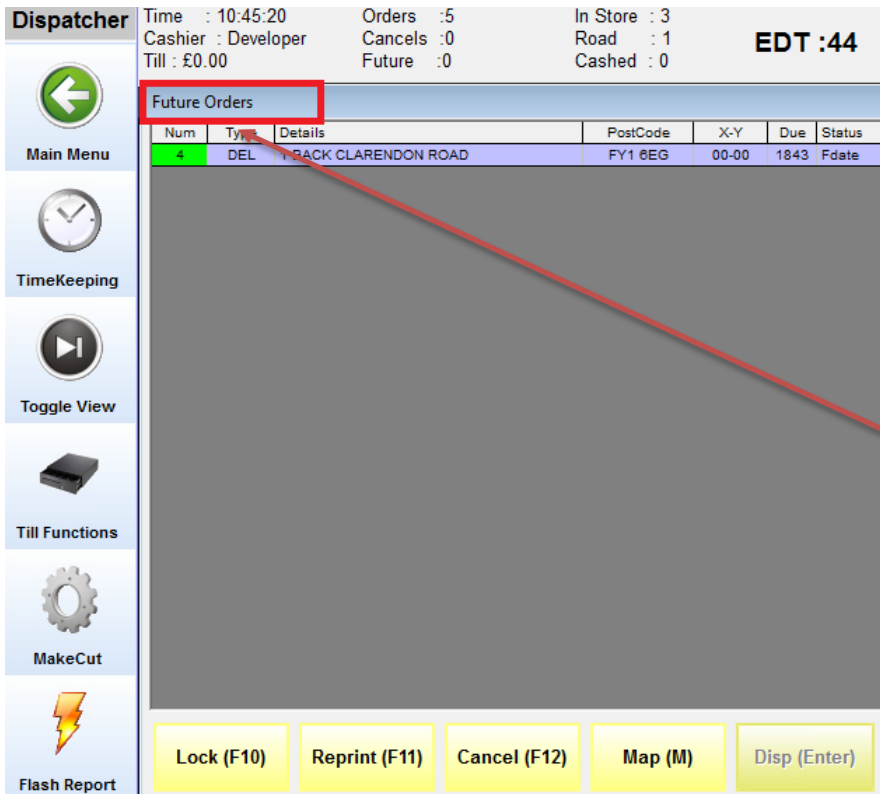 Dispatcher
Time : 10:45:20 Orders :5 In Store : 3
Cashier : Developer Cancels :0 Road : 1 EDT :44
Till : £0.00 Future :0 Cashed : 0
Main Menu
TimeKeeping
Toggle View
Till Functions
MakeCut
Flash Report
Future Orders
Num Type Details PostCode X-Y Due Status
4 DEL 1 BACK CLARENDON ROAD FY1 6EG 00-00 1843 Fdate
Lock (F10) Reprint (F11) Cancel (F12) Map (M) Disp (Enter)